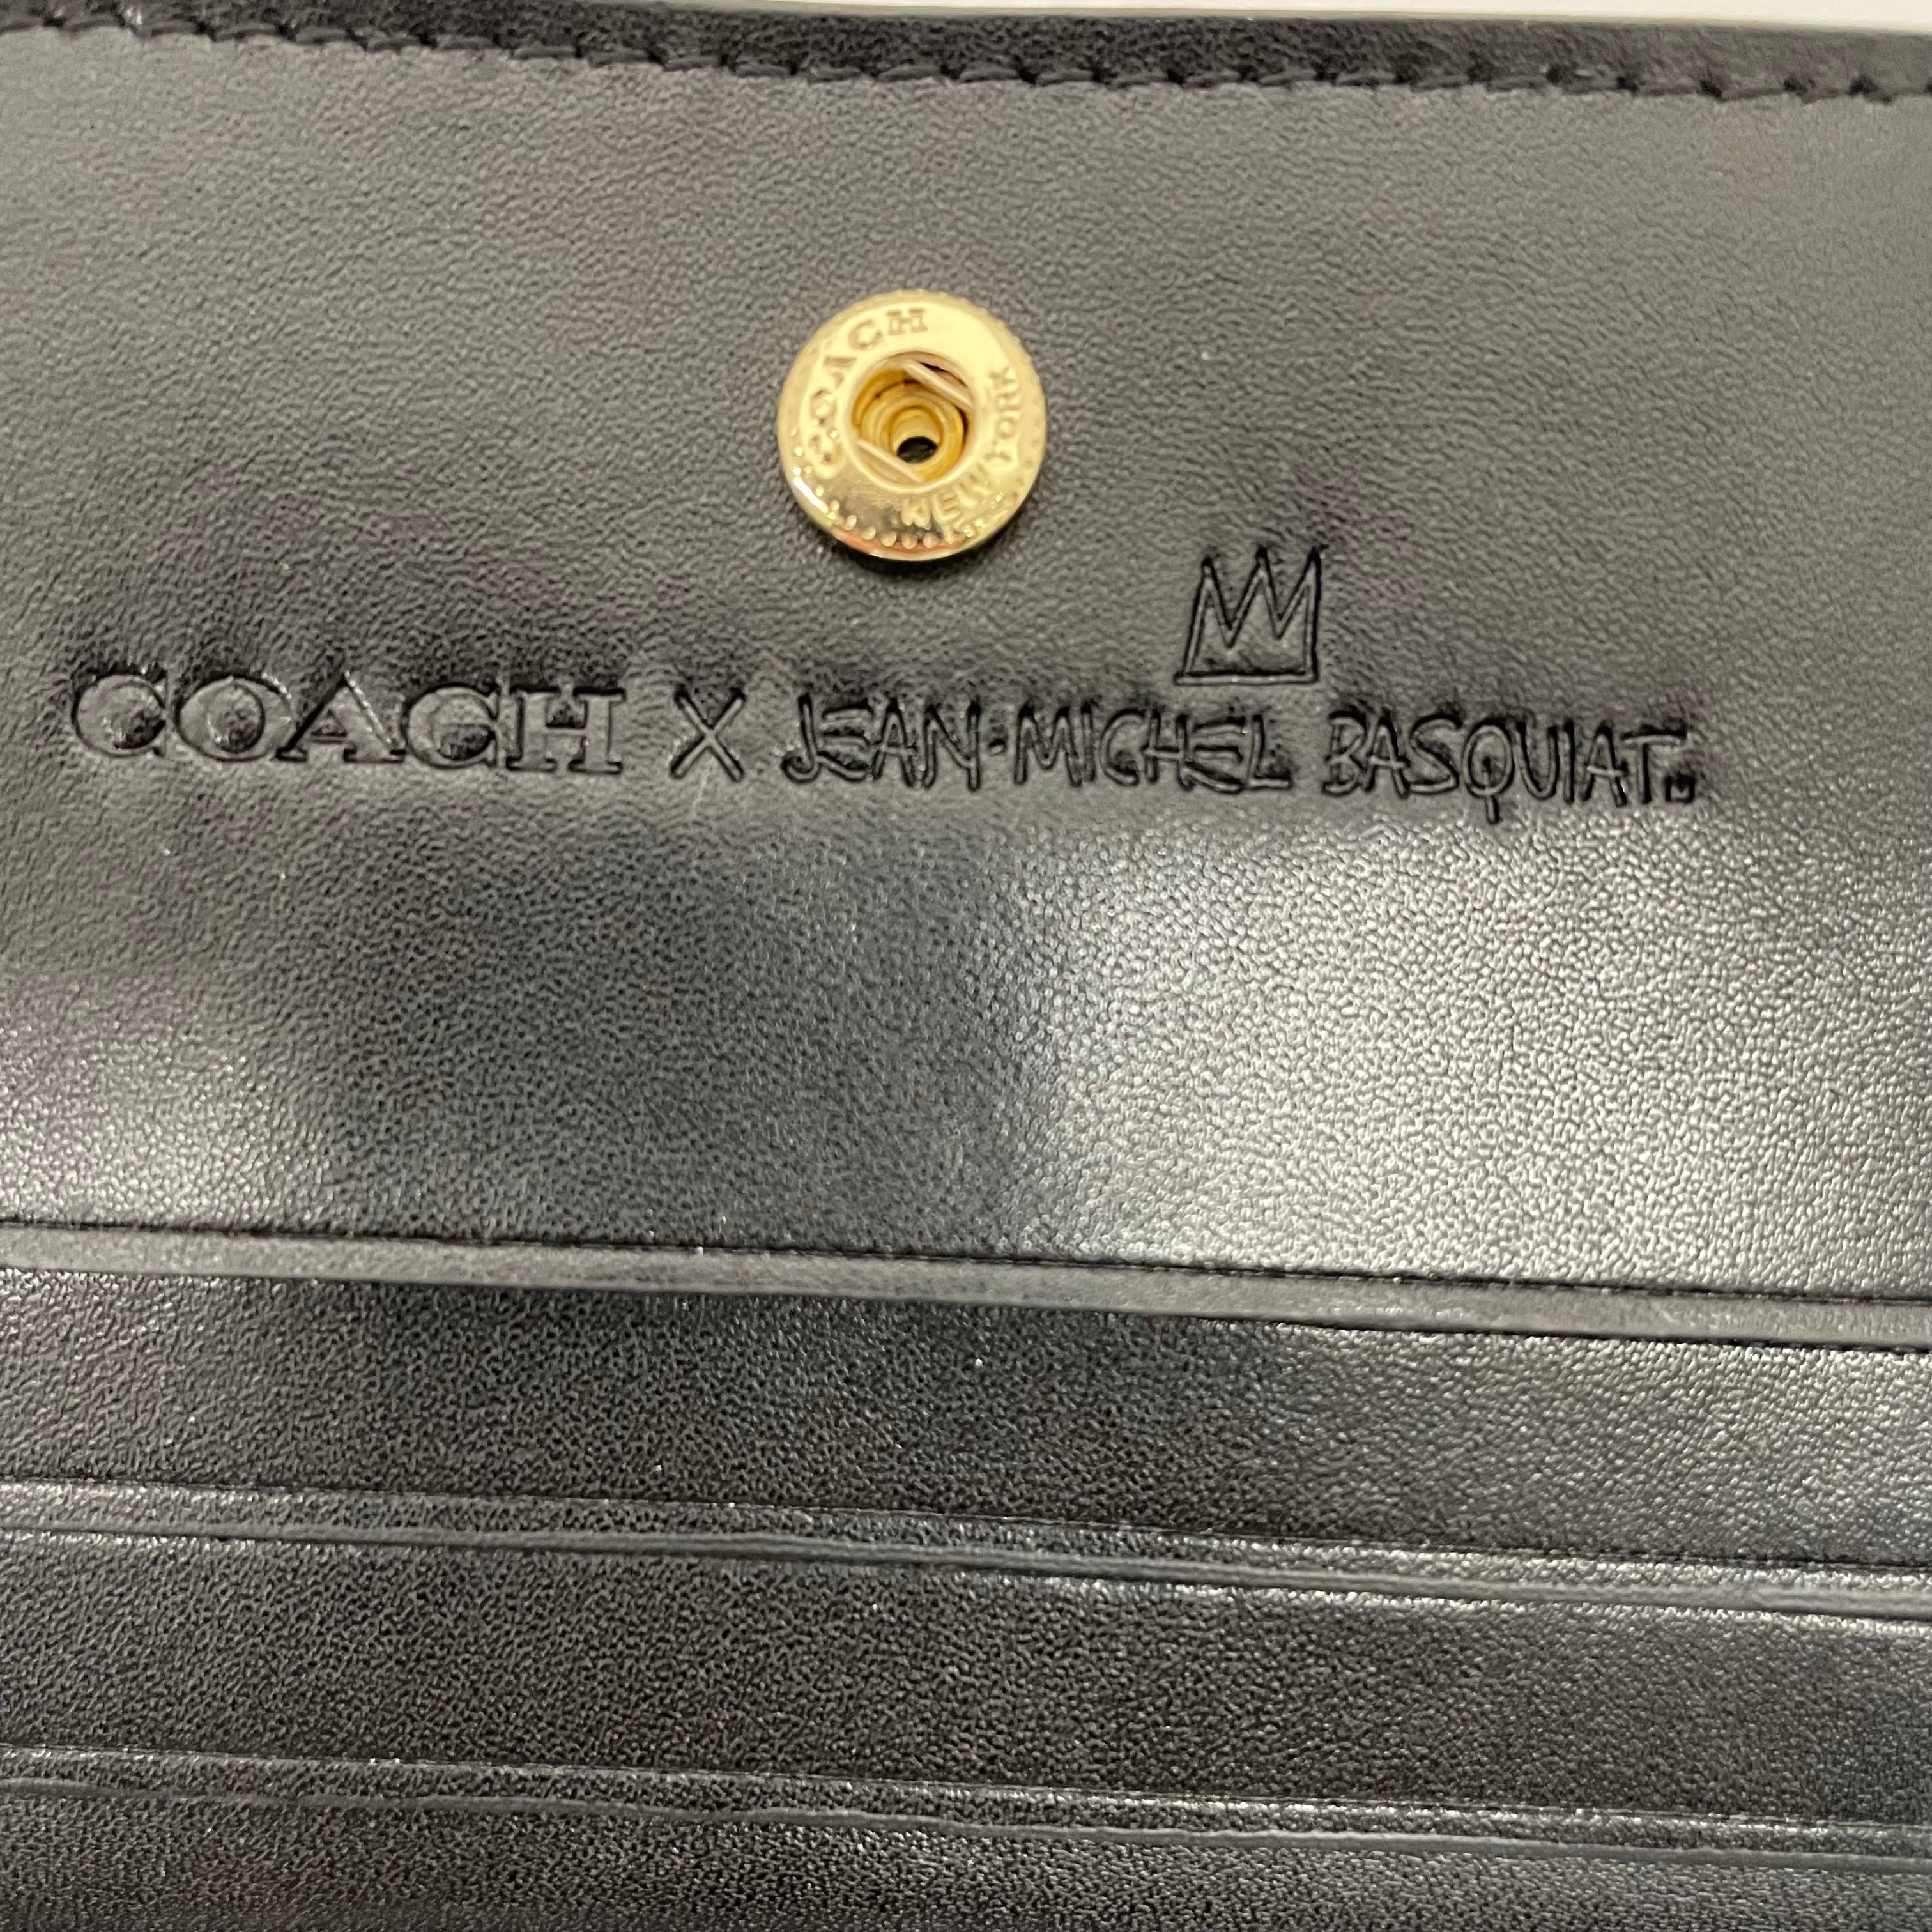 COACH
NEW YORK
COACH X JEAN-MICHEL BASQUIAT.